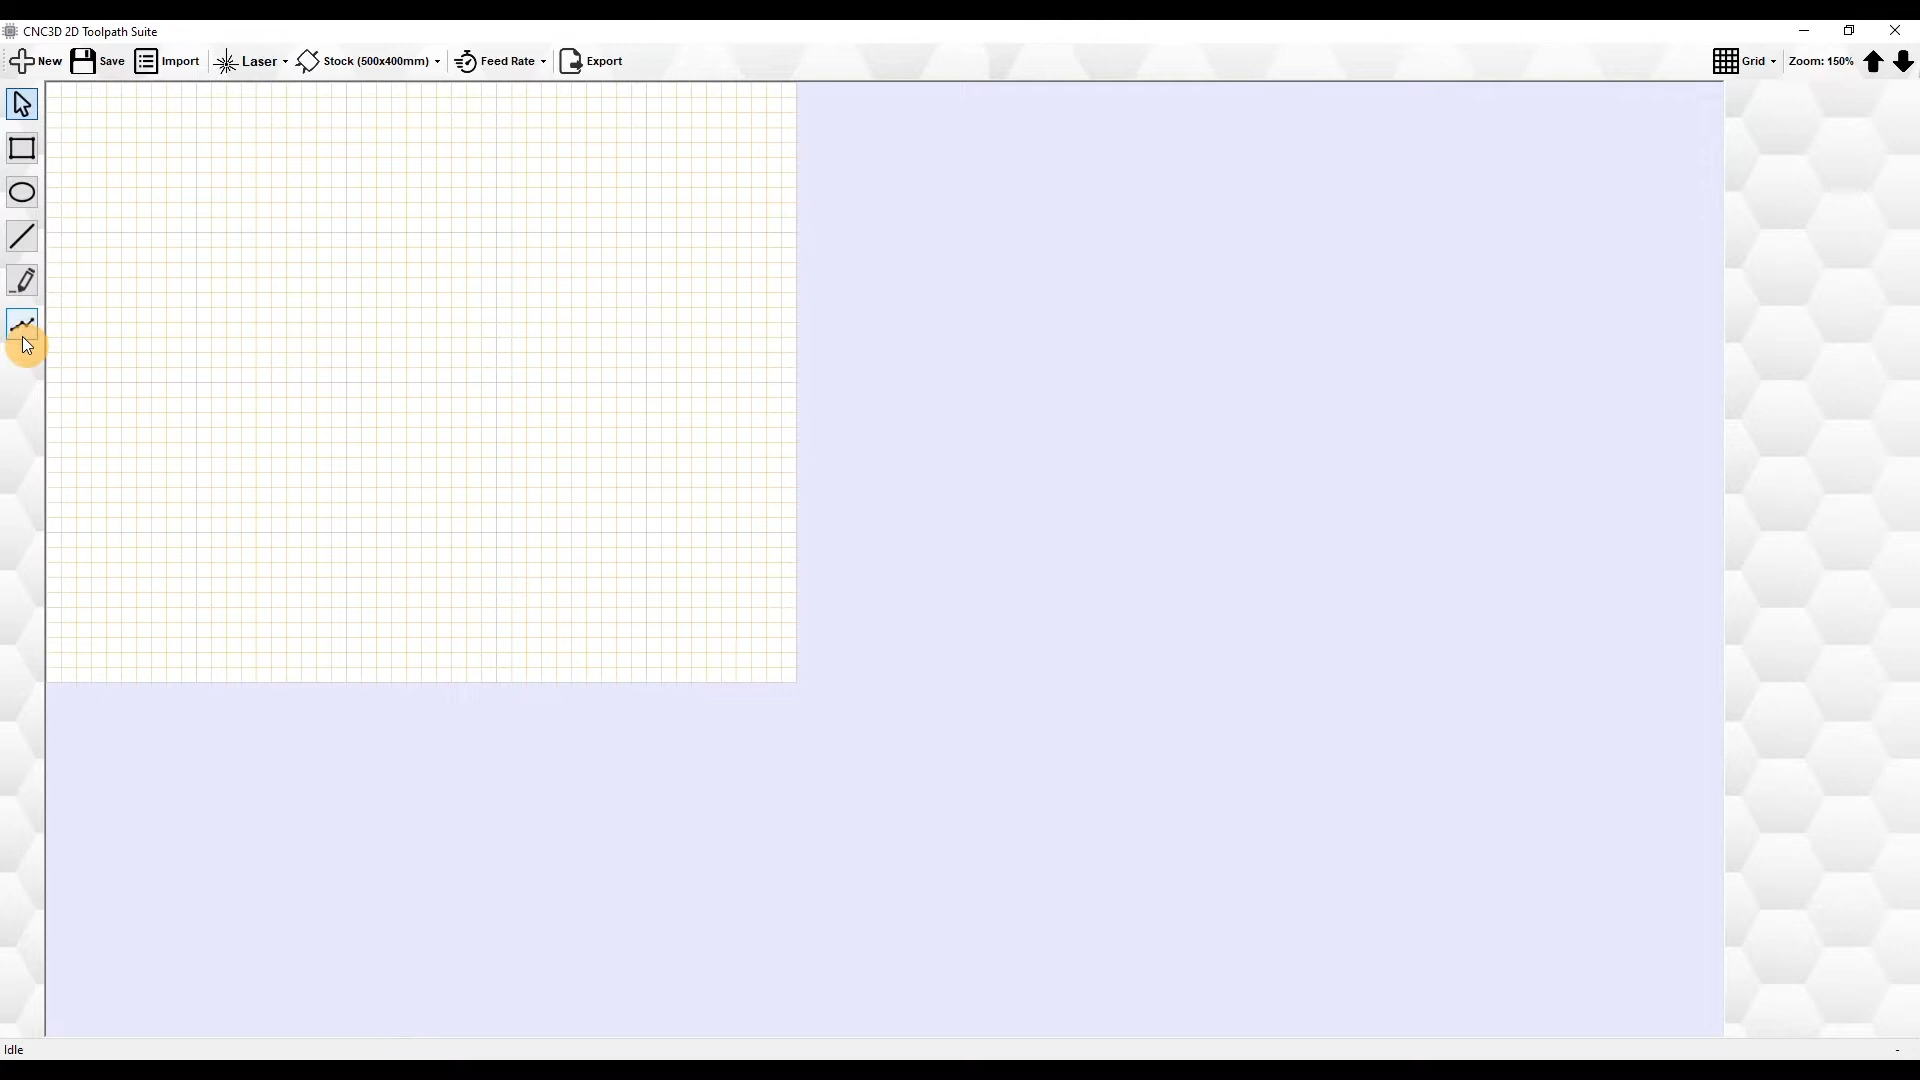 CNC3D 2D Toolpath Suite
New Save Import Laser Stock (500x400mm) Feed Rate Export Grid Zoom: 150%
Idle